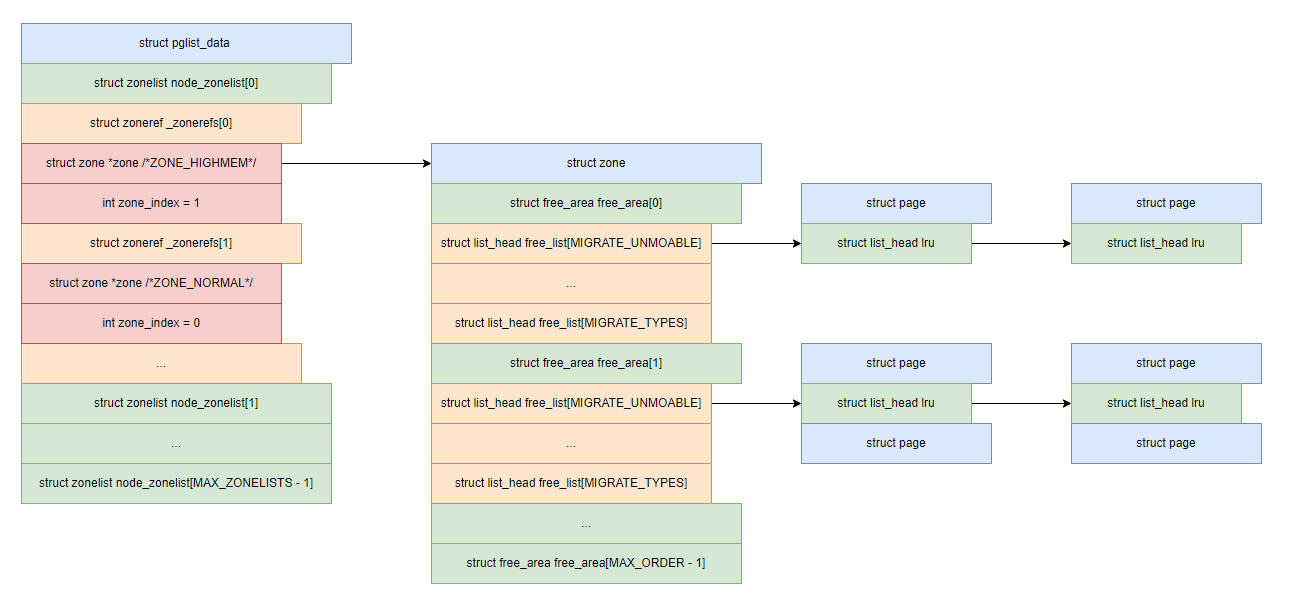 struct pglist_data
struct zonelist node_zonelist[0]
struct zoneref _zonerefs[0]
struct zone *zone /*ZONE_HIGHMEM*/
int zone_index = 1
struct zoneref _zonerefs[1]
struct zone *zone /*ZONE_NORMAL*/
int zone_index = 0
...
struct zonelist node_zonelist[1]
...
struct zonelist node_zonelist[MAX_ZONELISTS - 1]
struct zone
struct free_area free_area[0]
struct list_head free_list[MIGRATE_UNMOABLE]
...
struct list_head free_list[MIGRATE_TYPES]
struct free_area free_area[1]
struct list_head free_list[MIGRATE_UNMOABLE]
...
struct list_head free_list[MIGRATE_TYPES]
...
struct free_area free_area[MAX_ORDER - 1]
struct page
struct list_head lru
struct page
struct list_head lru
struct page
struct list_head lru
struct page
struct page
struct list_head lru
struct page